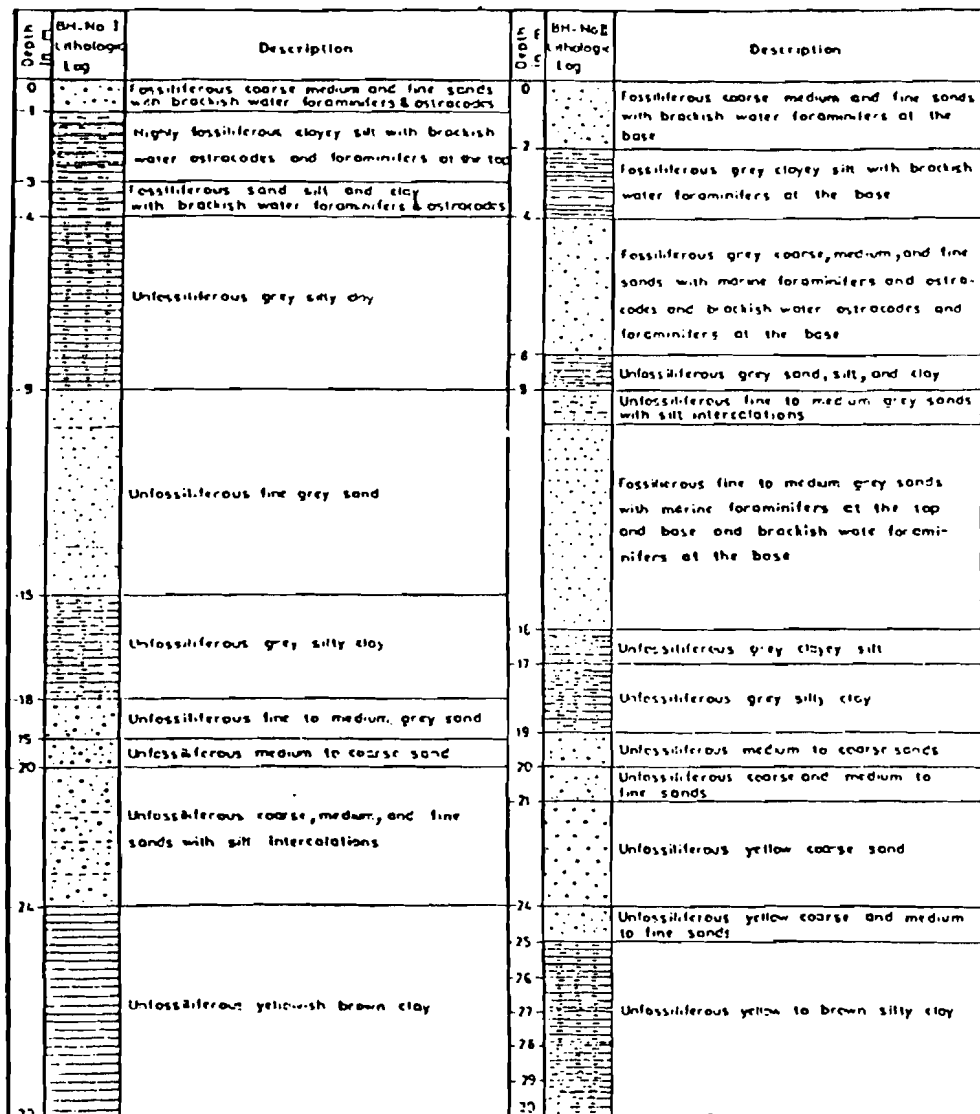 Depth in m
BH-No I
Lithologic
Log
Description
0
Fossiliferous coarse medium and fine sands
with brackish water foraminifers & ostracodes
1
Highly fossiliferous clayey silt with brackish
water ostracodes and foraminifers at the top
3
Fossiliferous sand silt and clay
with brackish water foraminifers & ostracodes
4
Unfossiliferous grey silty clay
9
Unfossiliferous fine grey sand
15
Unfossiliferous grey silty clay
18
Unfossiliferous fine to medium grey sand
Unfossiliferous medium to coarse sand
20
Unfossiliferous coarse, medium, and fine
sands with silt intercalations
24
Unfossiliferous yellowish brown clay
Depth in m
BH-No II
Lithologic
Log
Description
0
Fossiliferous coarse medium and fine sands
with brackish water foraminifers at the
base
2
Fossiliferous grey clayey silt with brackish
water foraminifers at the base
4
Fossiliferous grey coarse, medium, and fine
sands with marine foraminifers and ostra-
codes and brackish water ostracodes and
foraminifers at the base
8
Unfossiliferous grey sand, silt, and clay
9
Unfossiliferous fine to medium grey sands
with silt intercalations
Fossiliferous fine to medium grey sands
with marine foraminifers at the top
and base and brackish wate forami-
nifers at the base
16
Unfossiliferous grey clayey silt
17
Unfossiliferous grey silty clay
19
Unfossiliferous medium to coarse sands
20
Unfossiliferous coarse and medium to
fine sands
21
Unfossiliferous yellow coarse sand
24
Unfossiliferous yellow coarse and medium
to fine sands
25
26
27
Unfossiliferous yellow to brown silty clay
28
29
30